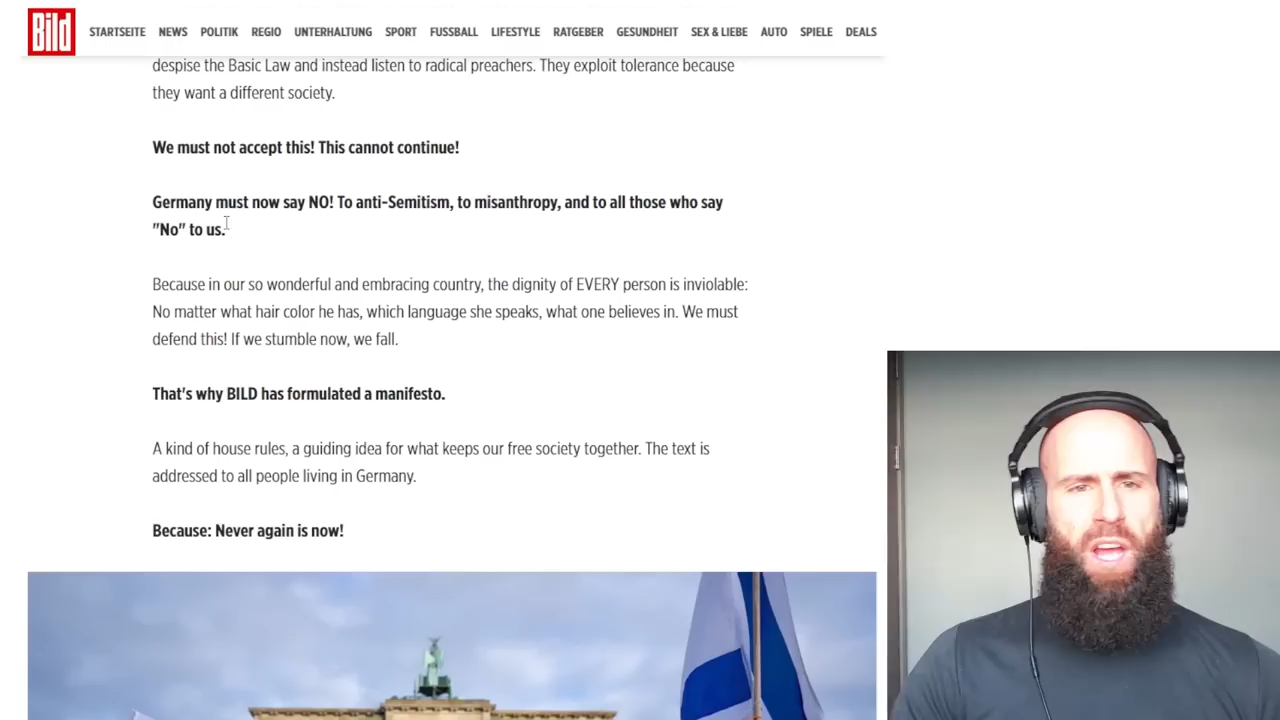 Bild
STARTSEITE NEWS POLITIK REGIO UNTERHALTUNG SPORT FUSSBALL LIFESTYLE RATGEBER GESUNDHEIT SEX & LIEBE AUTO SPIELE DEALS
despise the Basic Law and instead listen to radical preachers. They exploit tolerance because
they want a different society.
We must not accept this! This cannot continue!
Germany must now say NO! To anti-Semitism, to misanthropy, and to all those who say
"No" to us.
Because in our so wonderful and embracing country, the dignity of EVERY person is inviolable:
No matter what hair color he has, which language she speaks, what one believes in. We must
defend this! If we stumble now, we fall.
That's why BILD has formulated a manifesto.
A kind of house rules, a guiding idea for what keeps our free society together. The text is
addressed to all people living in Germany.
Because: Never again is now!